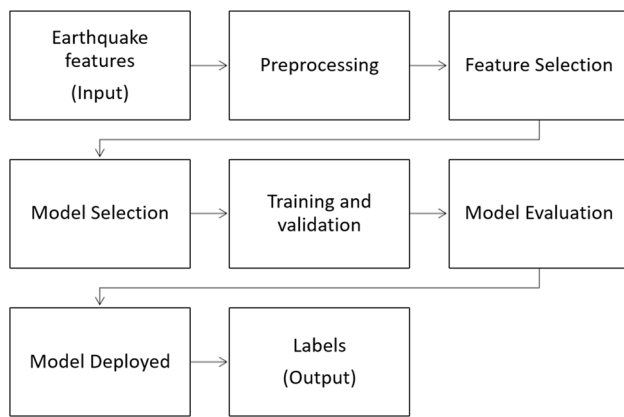 Earthquake
features
(Input)
Preprocessing
Feature Selection
Model Selection
Training and
validation
Model Evaluation
Model Deployed
Labels
(Output)